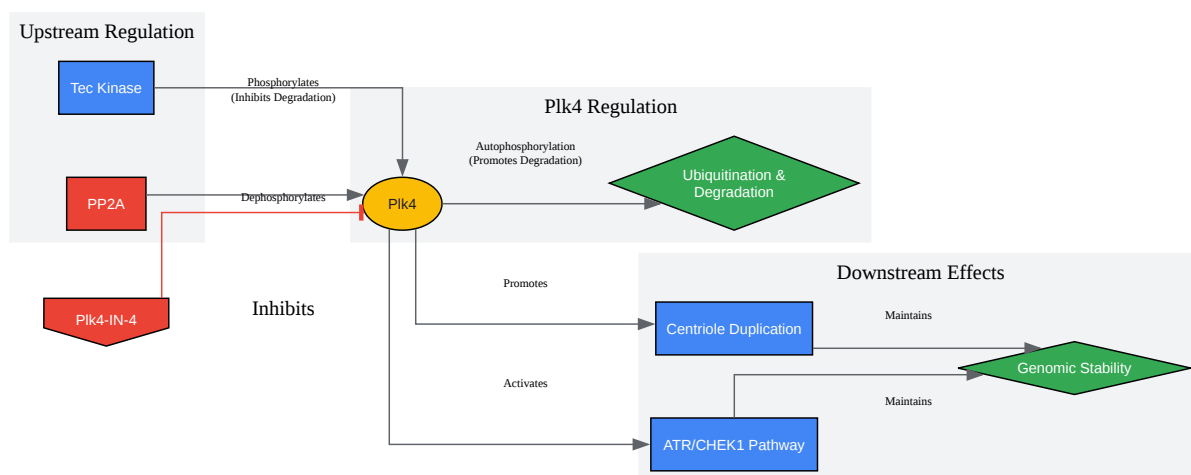 Upstream Regulation
Tec Kinase
Phosphorylates
(Inhibits Degradation)
Plk4 Regulation
Autophosphorylation
(Promotes Degradation)
Ubiquitination &
Degradation
PP2A
Dephosphorylates
Plk4
Plk4-IN-4
Inhibits
Promotes
Activates
Downstream Effects
Centriole Duplication
Maintains
Genomic Stability
Maintains
ATR/CHEK1 Pathway